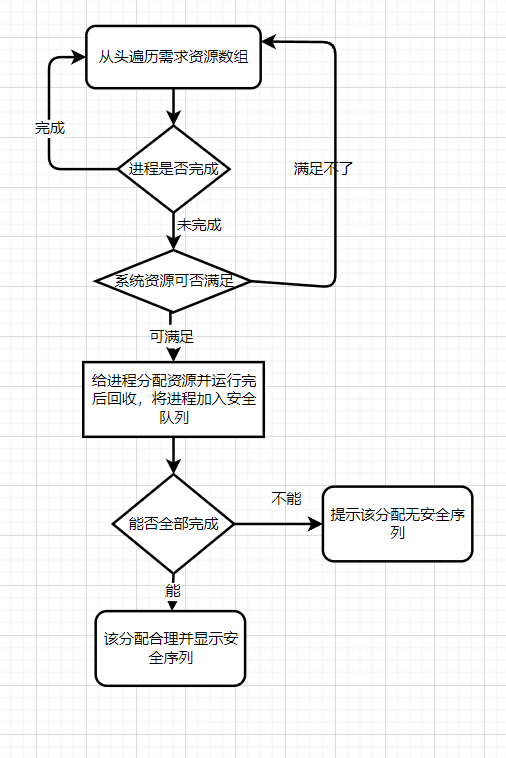 从头遍历需求资源数组
完成
进程是否完成
满足不了
未完成
系统资源可否满足
可满足
给进程分配资源并运行完
后回收，将进程加入安全
队列
能否全部完成
不能
提示该分配无安全序
列
能
该分配合理并显示安
全序列